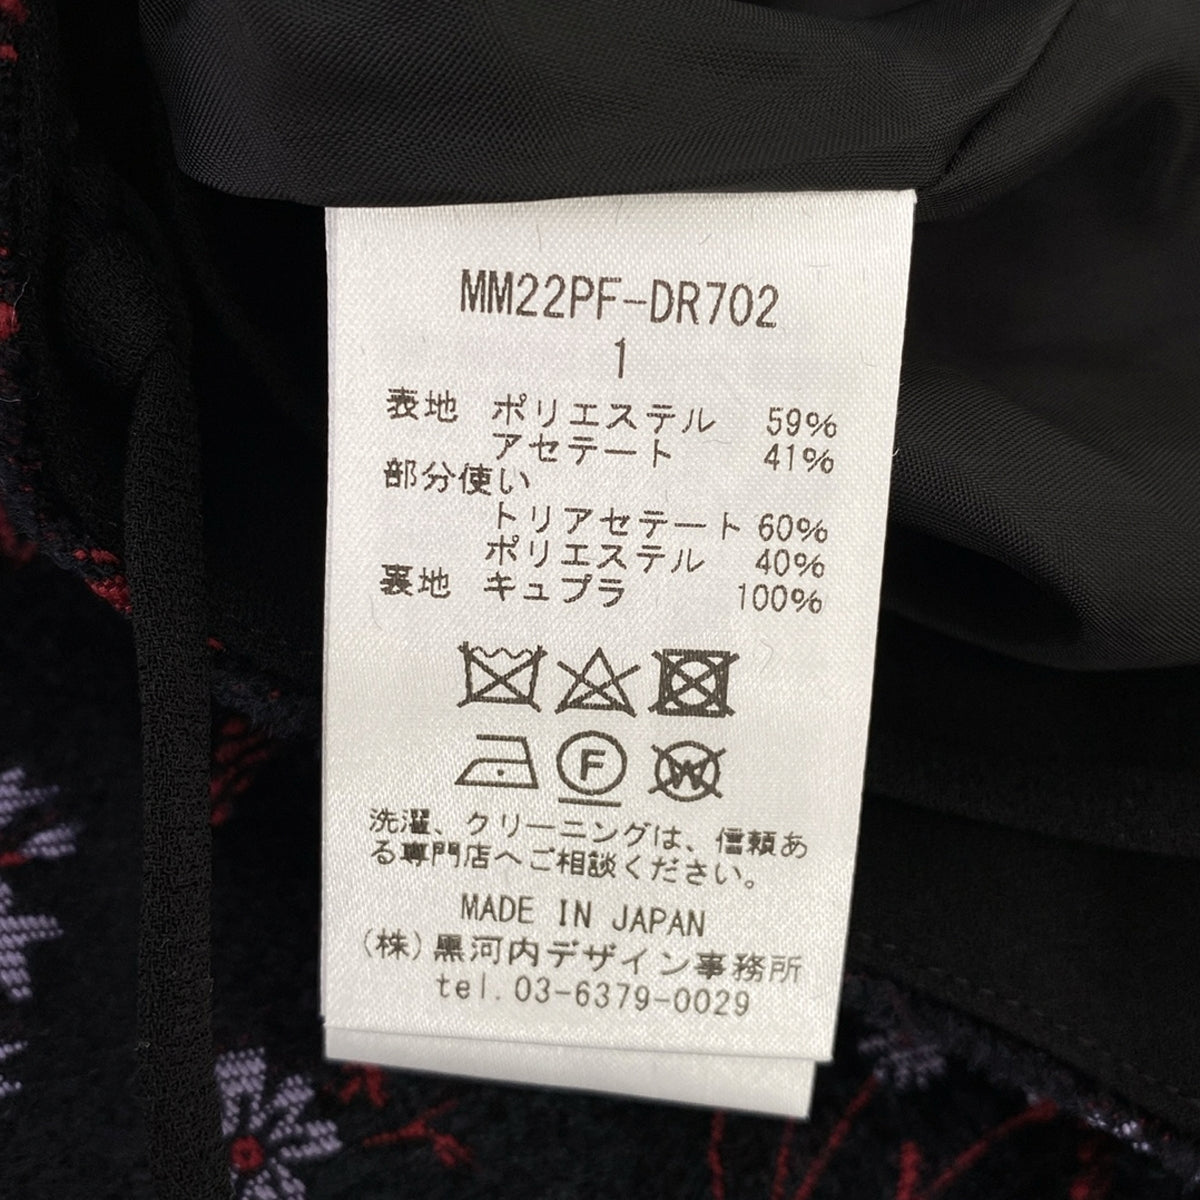 MM22PF-DR702
1
表地 ポリエステル 59%
アセテート 41%
部分使い
トリアセテート 60%
ポリエステル 40%
裏地 キュプラ 100%
F
W
洗濯、クリーニングは、信頼あ
る専門店へご相談ください。
MADE IN JAPAN
(株)黒河内デザイン事務所
tel.03-6379-0029